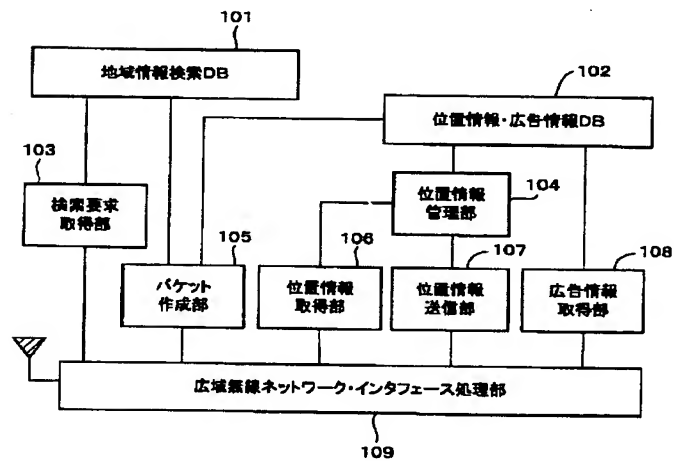 101
地域情報検索DB
102
位置情報・広告情報DB
103
検索要求
取得部
104
位置情報
管理部
105
パケット
作成部
106
位置情報
取得部
107
位置情報
送信部
108
広告情報
取得部
広域無線ネットワーク・インタフェース処理部
109